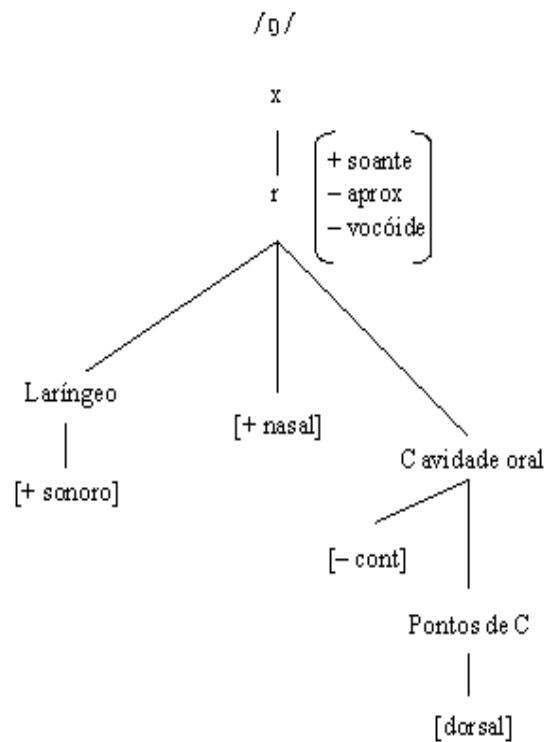 /ŋ/
x
r
+ soante
– aprox
– vocóide
Laríngeo
[+ nasal]
[+ sonoro]
Cavidade oral
[– cont]
Pontos de C
[dorsal]